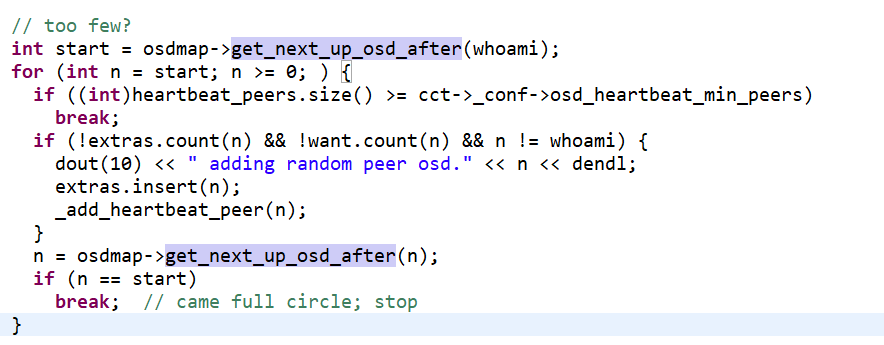 // too few?
int start = osdmap->get_next_up_osd_after(whoami);
for (int n = start; n >= 0; ) {
  if ((int)heartbeat_peers.size() >= cct->_conf->osd_heartbeat_min_peers)
    break;
  if (!extras.count(n) && !want.count(n) && n != whoami) {
    dout(10) << " adding random peer osd." << n << dendl;
    extras.insert(n);
    _add_heartbeat_peer(n);
  }
  n = osdmap->get_next_up_osd_after(n);
  if (n == start)
    break;  // came full circle; stop
}